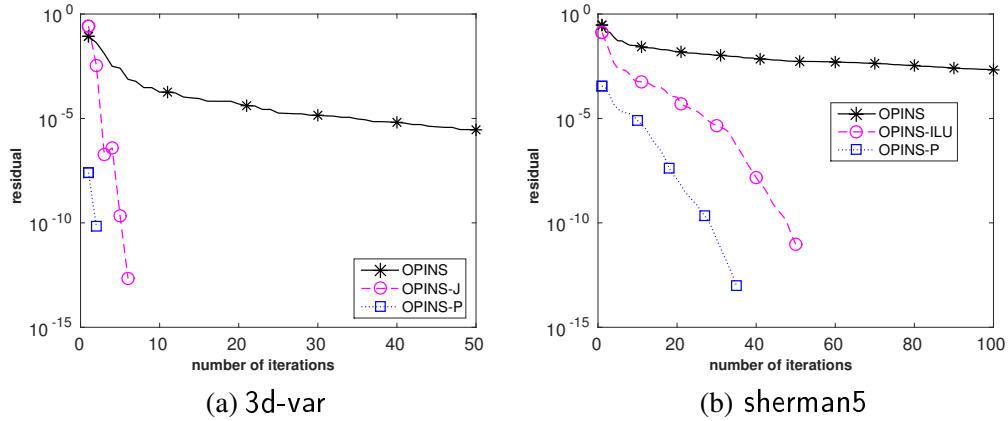 10^0
10^-5
10^-10
10^-15
residual
0
10
20
30
40
50
number of iterations
OPINS
OPINS-J
OPINS-P
(a) 3d-var
10^0
10^-5
10^-10
10^-15
residual
0
20
40
60
80
100
number of iterations
OPINS
OPINS-ILU
OPINS-P
(b) sherman5